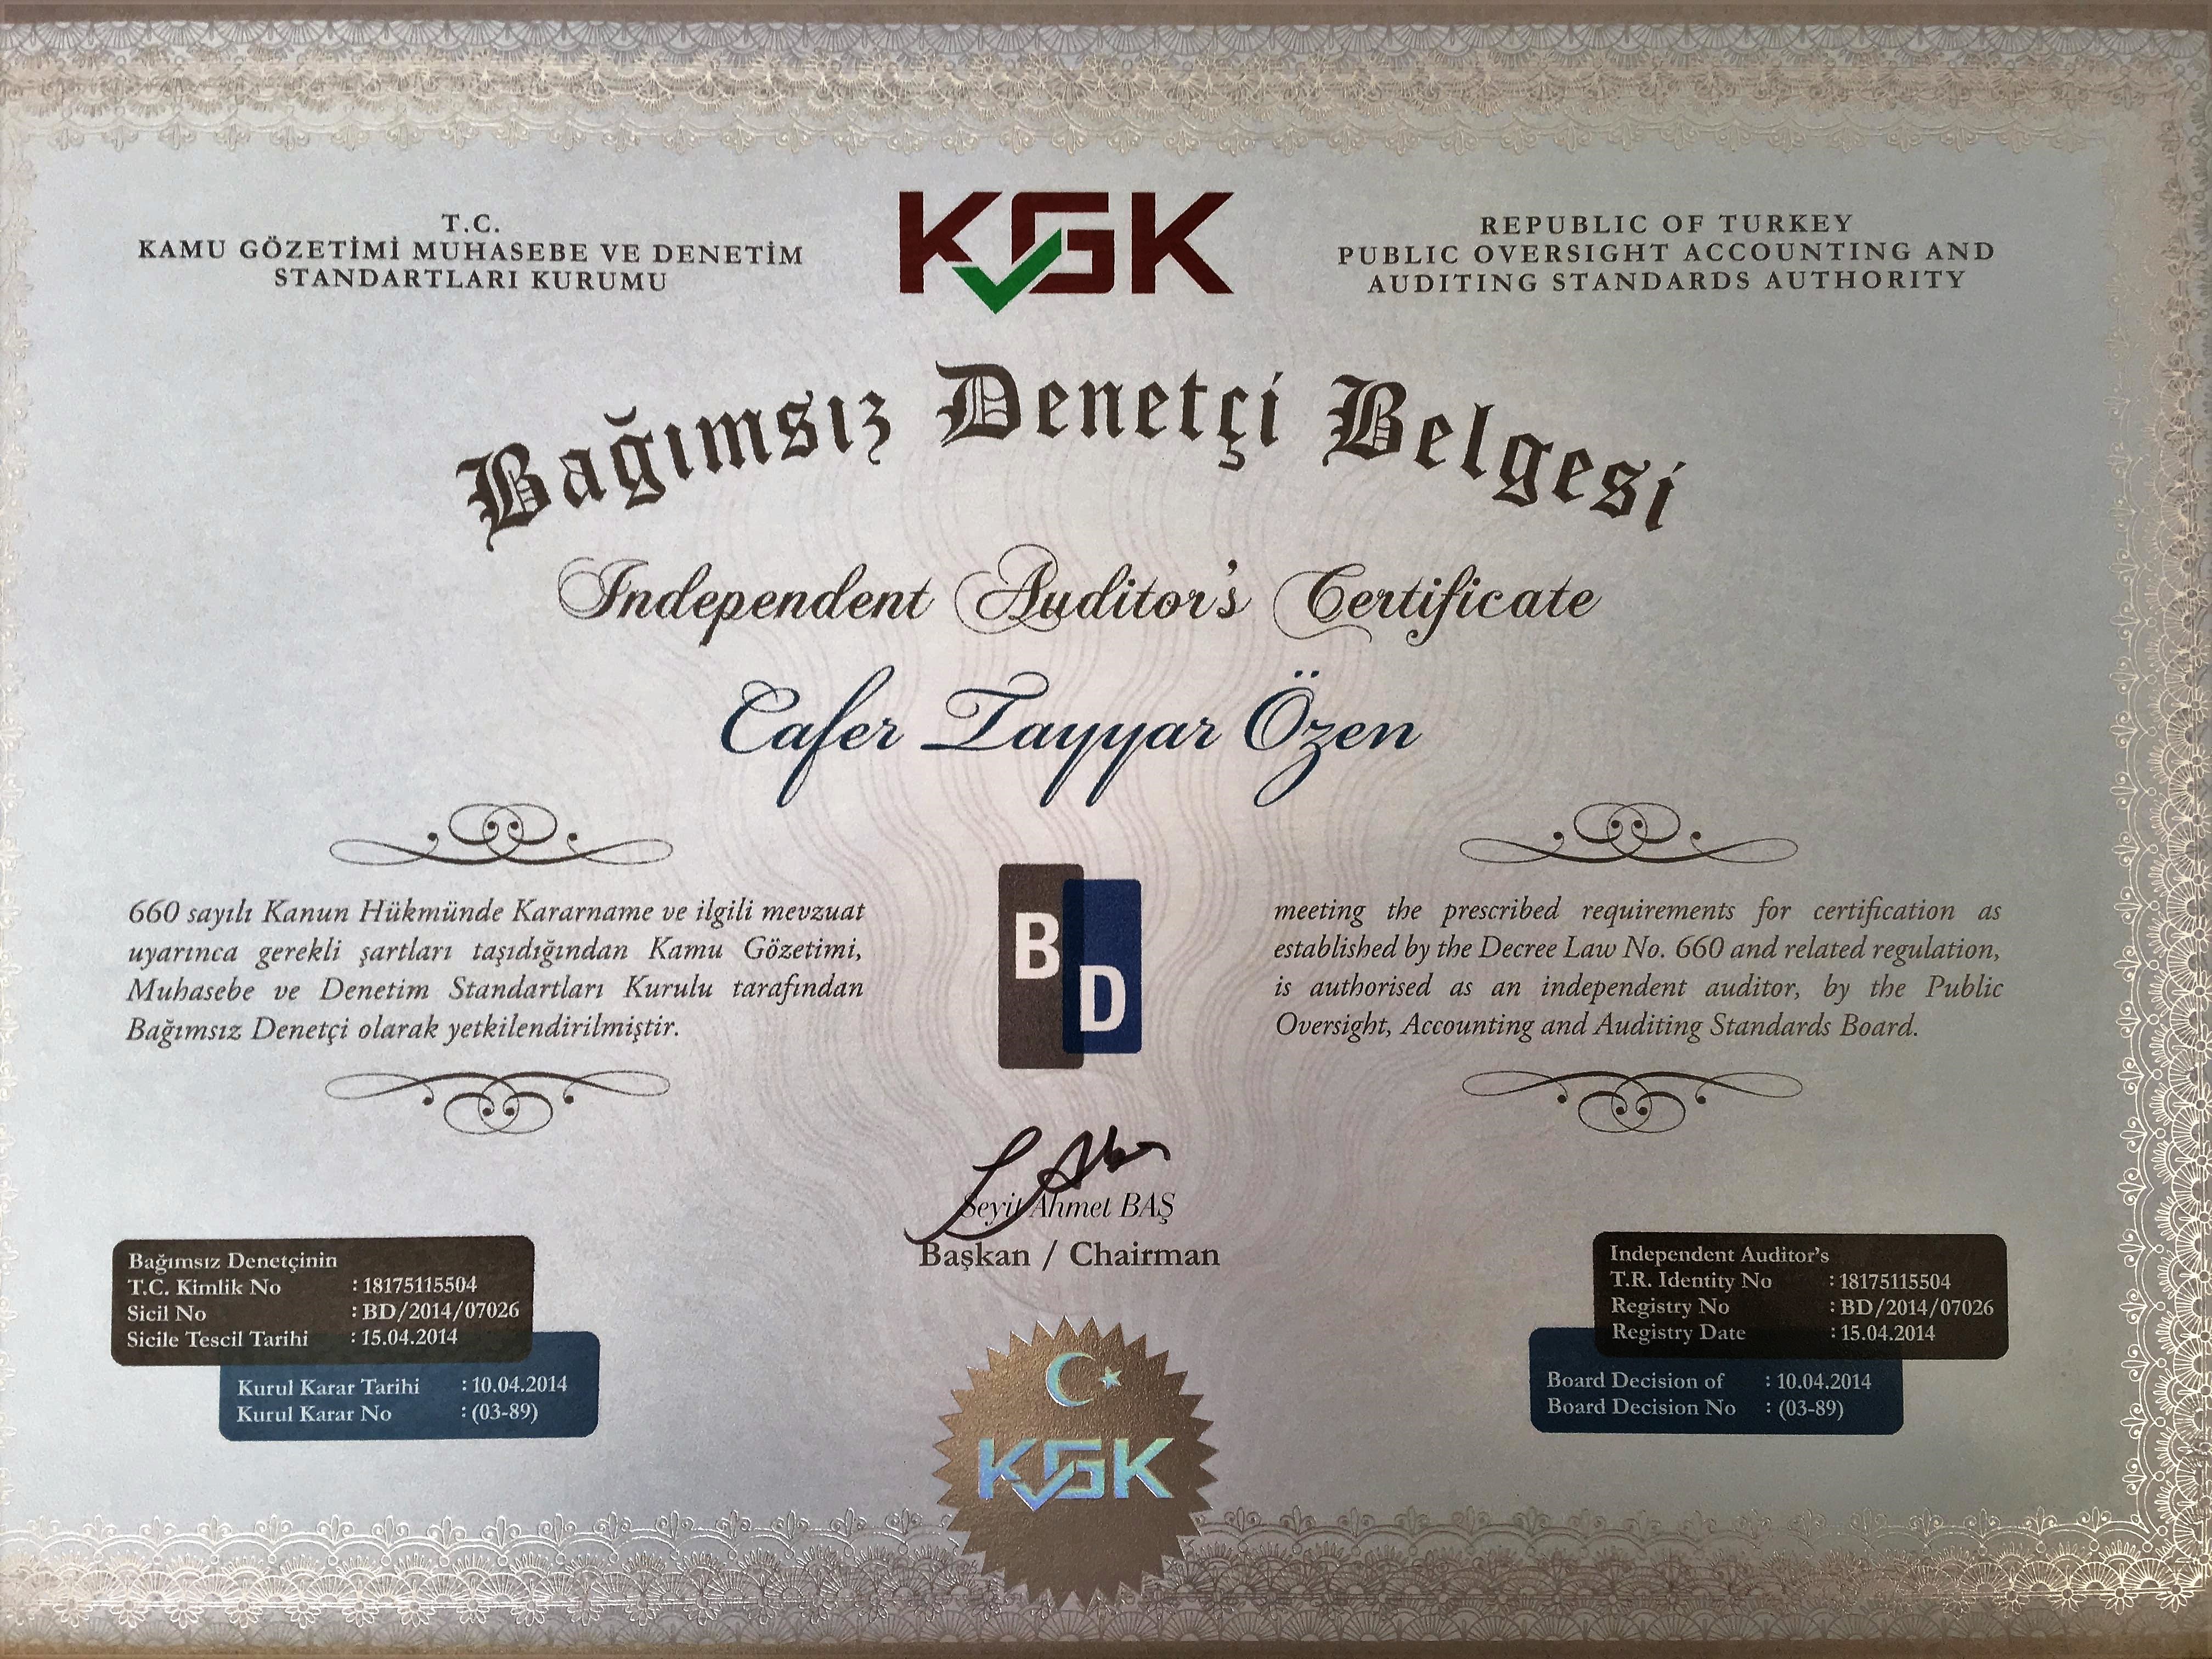 T.C.
KAMU GÖZETİMİ MUHASEBE VE DENETİM
STANDARTLARI KURUMU
KGK
REPUBLIC OF TURKEY
PUBLIC OVERSIGHT ACCOUNTING AND
AUDITING STANDARDS AUTHORITY
Bağımsız Denetçi Belgesi
Independent Auditor's Certificate
Cafer Tayyar Özen
660 sayılı Kanun Hükmünde Kararname ve ilgili mevzuat
uyarınca gerekli şartları taşıdığından Kamu Gözetimi,
Muhasebe ve Denetim Standartları Kurulu tarafından
Bağımsız Denetçi olarak yetkilendirilmiştir.
B
D
meeting the prescribed requirements for certification as
established by the Decree Law No. 660 and related regulation,
is authorised as an independent auditor, by the Public
Oversight, Accounting and Auditing Standards Board.
Seyit Ahmet BAŞ
Başkan / Chairman
Bağımsız Denetçinin
T.C. Kimlik No : 18175115504
Sicil No : BD/2014/07026
Sicile Tescil Tarihi : 15.04.2014
Kurul Karar Tarihi : 10.04.2014
Kurul Karar No : (03-89)
Independent Auditor's
T.R. Identity No : 18175115504
Registry No : BD/2014/07026
Registry Date : 15.04.2014
Board Decision of : 10.04.2014
Board Decision No : (03-89)
KGK